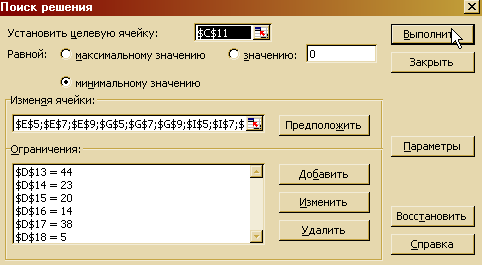 Поиск решения
Установить целевую ячейку: $C$11 Выполнить
Равной: максимальному значению значению: 0 Закрыть
минимальному значению
Изменяя ячейки:
$E$5;$E$7;$E$9;$G$5;$G$7;$G$9;$I$5;$I$7;$ Предположить
Ограничения: Параметры
$D$13 = 44 Добавить
$D$14 = 23
$D$15 = 20 Изменить
$D$16 = 14 Восстановить
$D$17 = 38 Удалить
$D$18 = 5 Справка